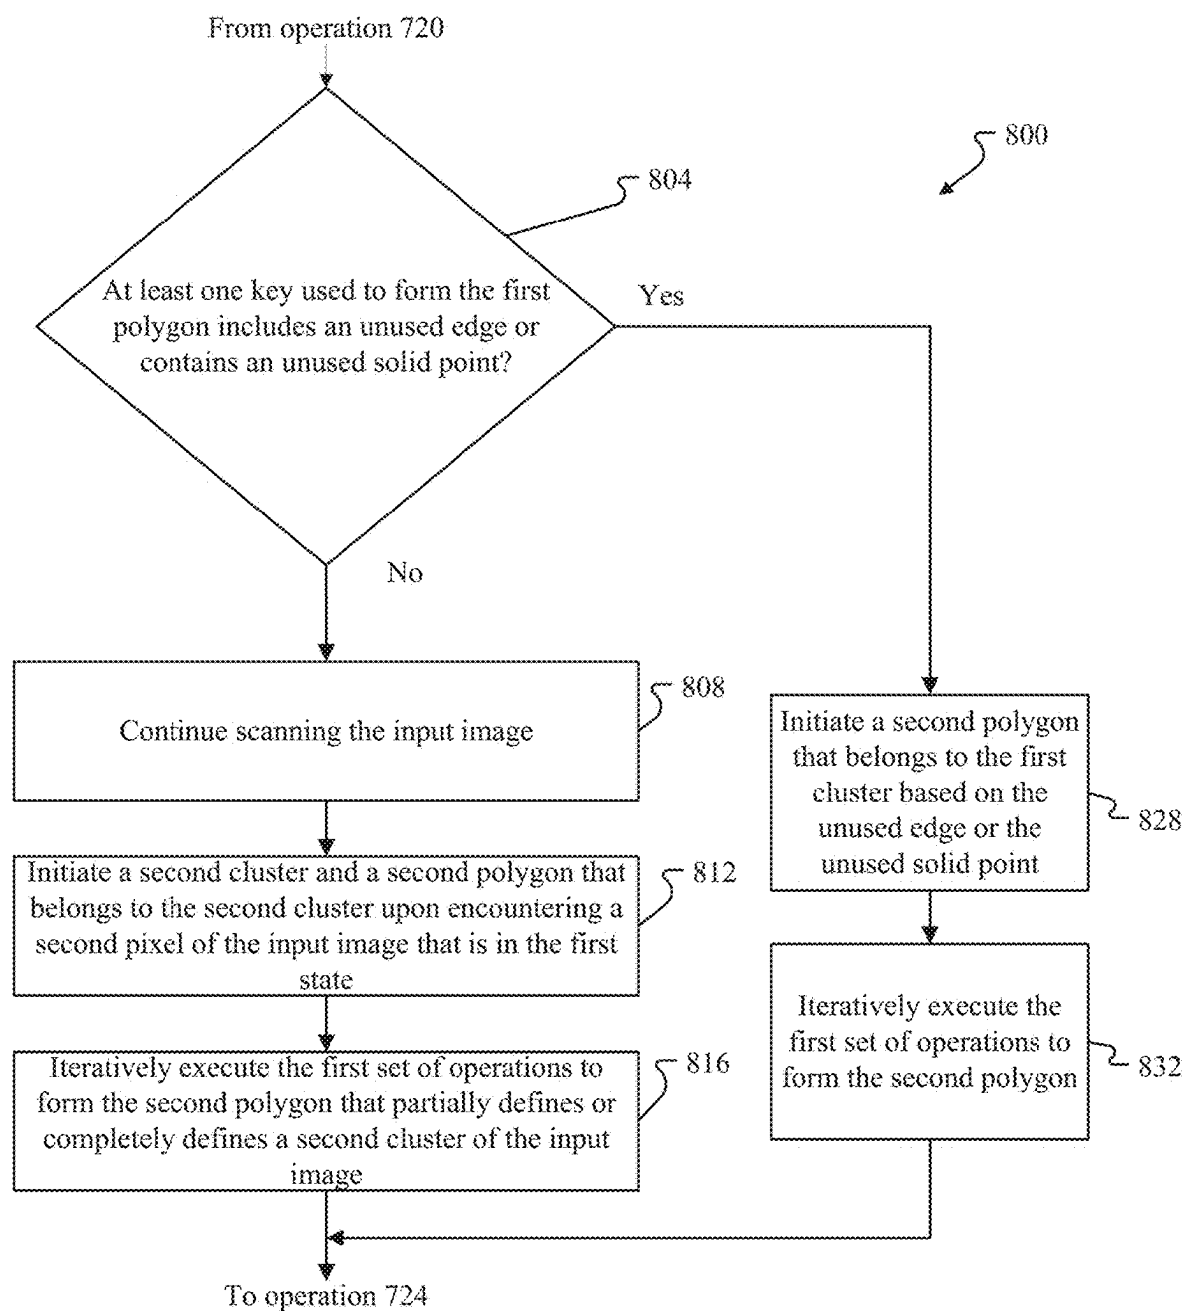 From operation 720
800
804
At least one key used to form the first
polygon includes an unused edge or
contains an unused solid point?
Yes
No
808
Continue scanning the input image
Initiate a second polygon
that belongs to the first
cluster based on the
unused edge or the
unused solid point
828
812
Initiate a second cluster and a second polygon that
belongs to the second cluster upon encountering a
second pixel of the input image that is in the first
state
Iteratively execute the
first set of operations to
form the second polygon
832
816
Iteratively execute the first set of operations to
form the second polygon that partially defines or
completely defines a second cluster of the input
image
To operation 724